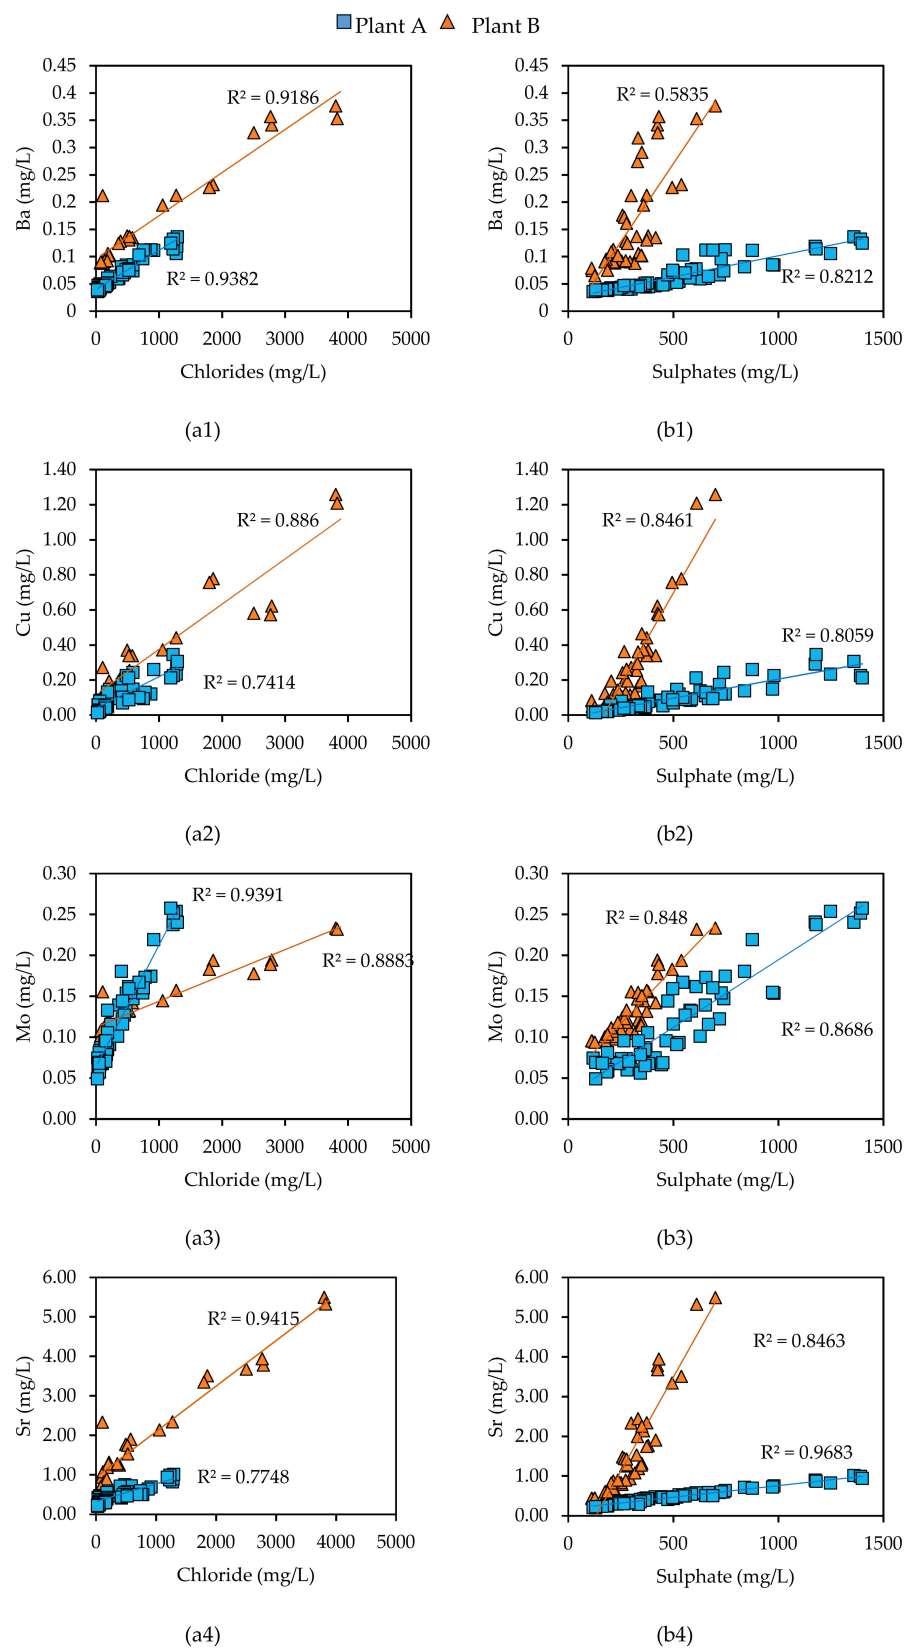 Plant A Plant B
0.45
0.4
0.35
0.3
0.25
0.2
0.15
0.1
0.05
0
Ba (mg/L)
R² = 0.9186
R² = 0.9382
0 1000 2000 3000 4000 5000
Chlorides (mg/L)
(a1)
0.45
0.4
0.35
0.3
0.25
0.2
0.15
0.1
0.05
0
Ba (mg/L)
R² = 0.5835
R² = 0.8212
0 500 1000 1500
Sulphates (mg/L)
(b1)
1.40
1.20
1.00
0.80
0.60
0.40
0.20
0.00
Cu (mg/L)
R² = 0.886
R² = 0.7414
0 1000 2000 3000 4000 5000
Chloride (mg/L)
(a2)
1.40
1.20
1.00
0.80
0.60
0.40
0.20
0.00
Cu (mg/L)
R² = 0.8461
R² = 0.8059
0 500 1000 1500
Sulphate (mg/L)
(b2)
0.30
0.25
0.20
0.15
0.10
0.05
0.00
Mo (mg/L)
R² = 0.9391
R² = 0.8883
0 1000 2000 3000 4000 5000
Chloride (mg/L)
(a3)
0.30
0.25
0.20
0.15
0.10
0.05
0.00
Mo (mg/L)
R² = 0.848
R² = 0.8686
0 500 1000 1500
Sulphate (mg/L)
(b3)
6.00
5.00
4.00
3.00
2.00
1.00
0.00
Sr (mg/L)
R² = 0.9415
R² = 0.7748
0 1000 2000 3000 4000 5000
Chloride (mg/L)
(a4)
6.00
5.00
4.00
3.00
2.00
1.00
0.00
Sr (mg/L)
R² = 0.8463
R² = 0.9683
0 500 1000 1500
Sulphate (mg/L)
(b4)